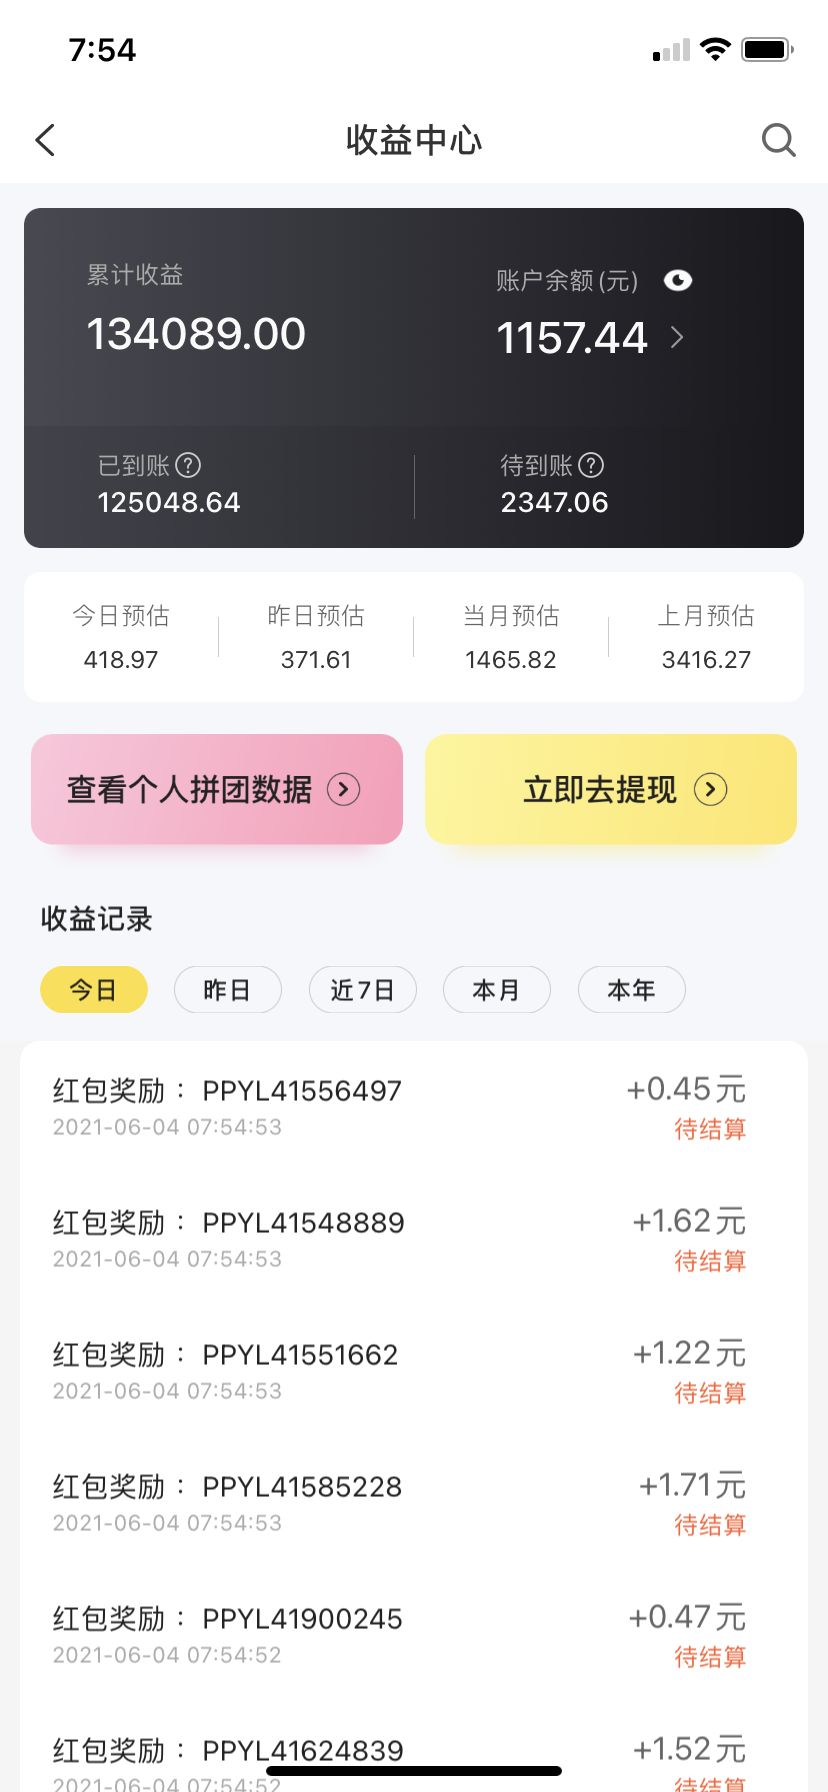 7:54
收益中心
累计收益
账户余额(元)
134089.00
1157.44
已到账?
待到账?
125048.64
2347.06
今日预估
昨日预估
当月预估
上月预估
418.97
371.61
1465.82
3416.27
查看个人拼团数据
立即去提现
收益记录
今日
昨日
近7日
本月
本年
红包奖励： PPYL41556497
+0.45元
2021-06-04 07:54:53
待结算
红包奖励： PPYL41548889
+1.62元
2021-06-04 07:54:53
待结算
红包奖励： PPYL41551662
+1.22元
2021-06-04 07:54:53
待结算
红包奖励： PPYL41585228
+1.71元
2021-06-04 07:54:53
待结算
红包奖励： PPYL41900245
+0.47元
2021-06-04 07:54:52
待结算
红包奖励： PPYL41624839
+1.52元
2021-06-04 07:54:52
待结算